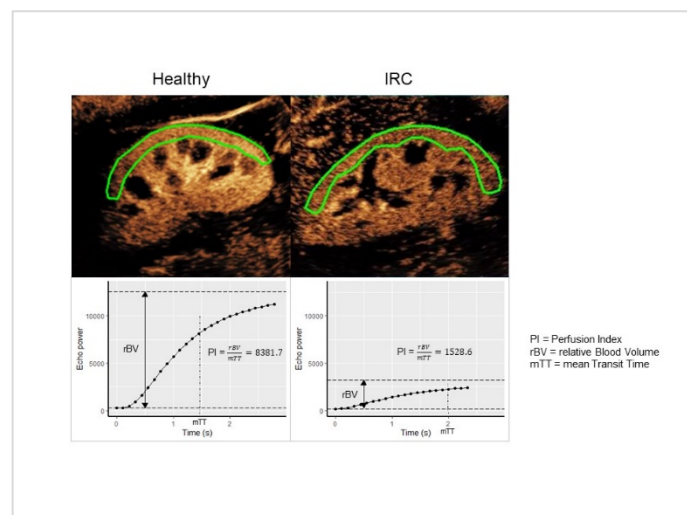 Healthy
IRC
10000
5000
0
Echo power
rBV
PI = rBV/mTT = 8381.7
0
1
mTT
2
Time (s)
10000
5000
0
Echo power
rBV
PI = rBV/mTT = 1528.6
0
1
2
mTT
Time (s)
PI = Perfusion Index
rBV = relative Blood Volume
mTT = mean Transit Time